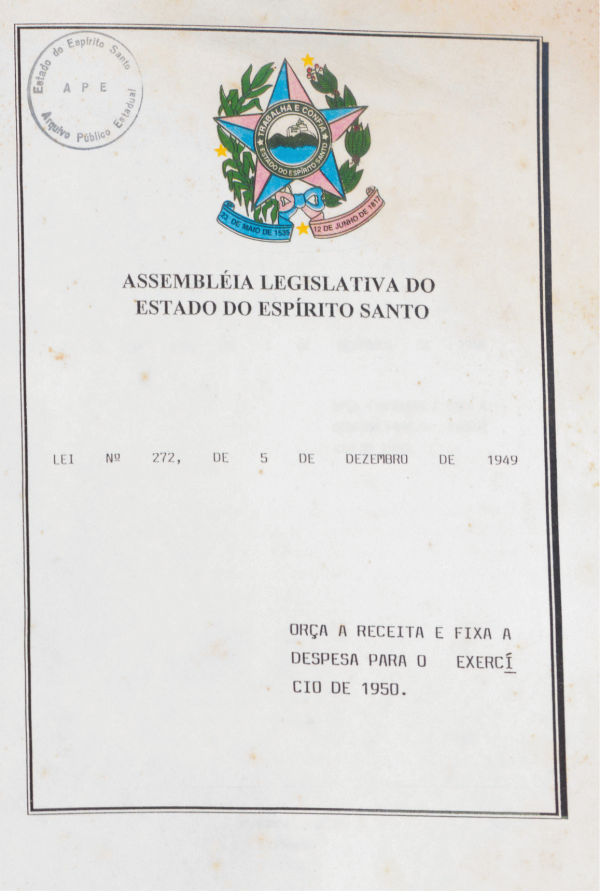 Estado do Espírito Santo
A P E
Arquivo Público Estadual
TRABALHA E CONFIA
ESTADO DO ESPÍRITO SANTO
23 DE MAIO DE 1535
12 DE JUNHO DE 1817
ASSEMBLÉIA LEGISLATIVA DO
ESTADO DO ESPÍRITO SANTO
LEI Nº 272, DE 5 DE DEZEMBRO DE 1949
ORÇA A RECEITA E FIXA A
DESPESA PARA O EXERCÍ
CIO DE 1950.